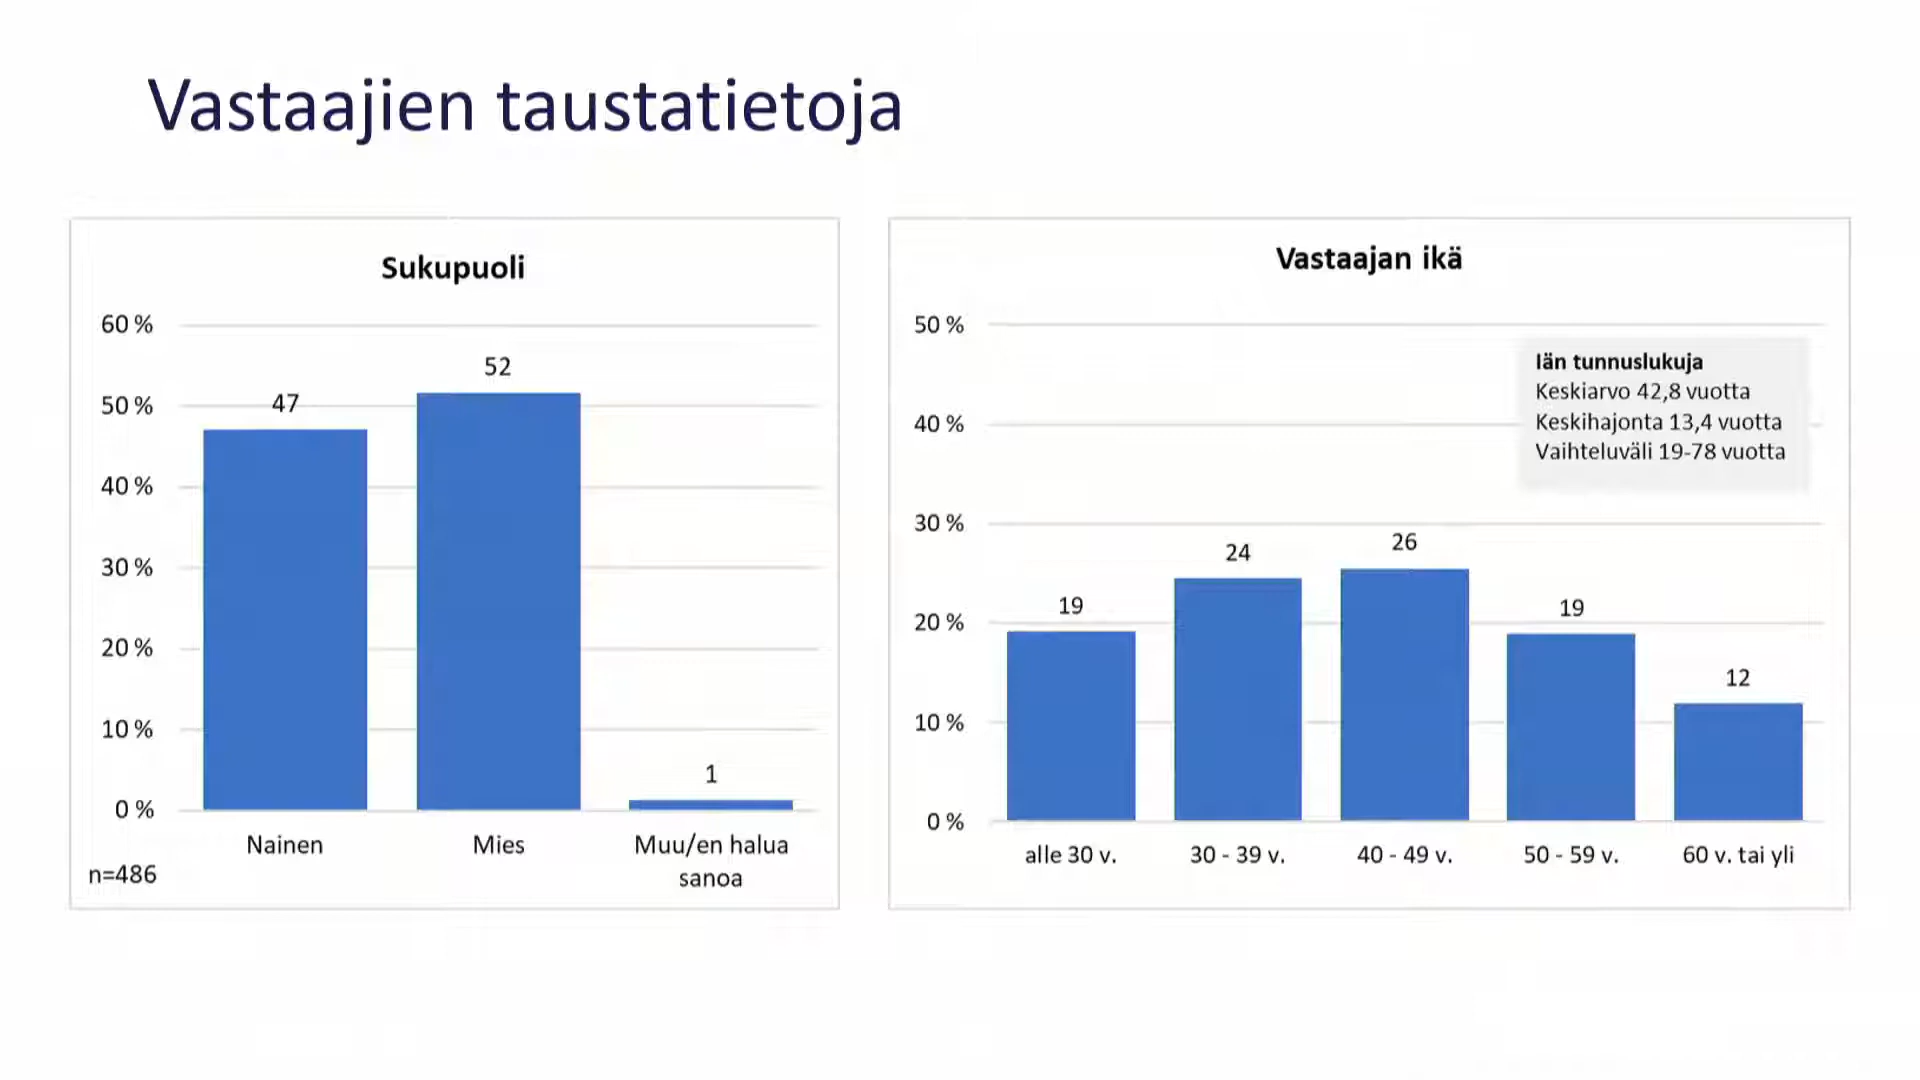 Vastaajien taustatietoja
Sukupuoli
60 %
50 %
40 %
30 %
20 %
10 %
0 %
47
52
1
Nainen
Mies
Muu/en halua
sanoa
n=486
Vastaajan ikä
50 %
40 %
30 %
20 %
10 %
0 %
Iän tunnuslukuja
Keskiarvo 42,8 vuotta
Keskihajonta 13,4 vuotta
Vaihteluväli 19-78 vuotta
19
24
26
19
12
alle 30 v.
30 - 39 v.
40 - 49 v.
50 - 59 v.
60 v. tai yli